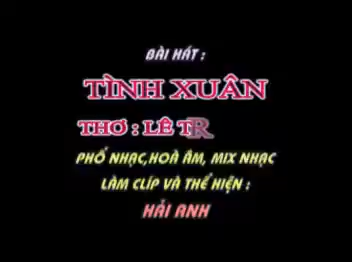 BÀI HÁT :
TÌNH XUÂN
THƠ : LÊ TR
PHỔ NHẠC,HOÀ ÂM, MIX NHẠC
LÀM CLÍP VÀ THỂ HIỆN :
HẢI ANH